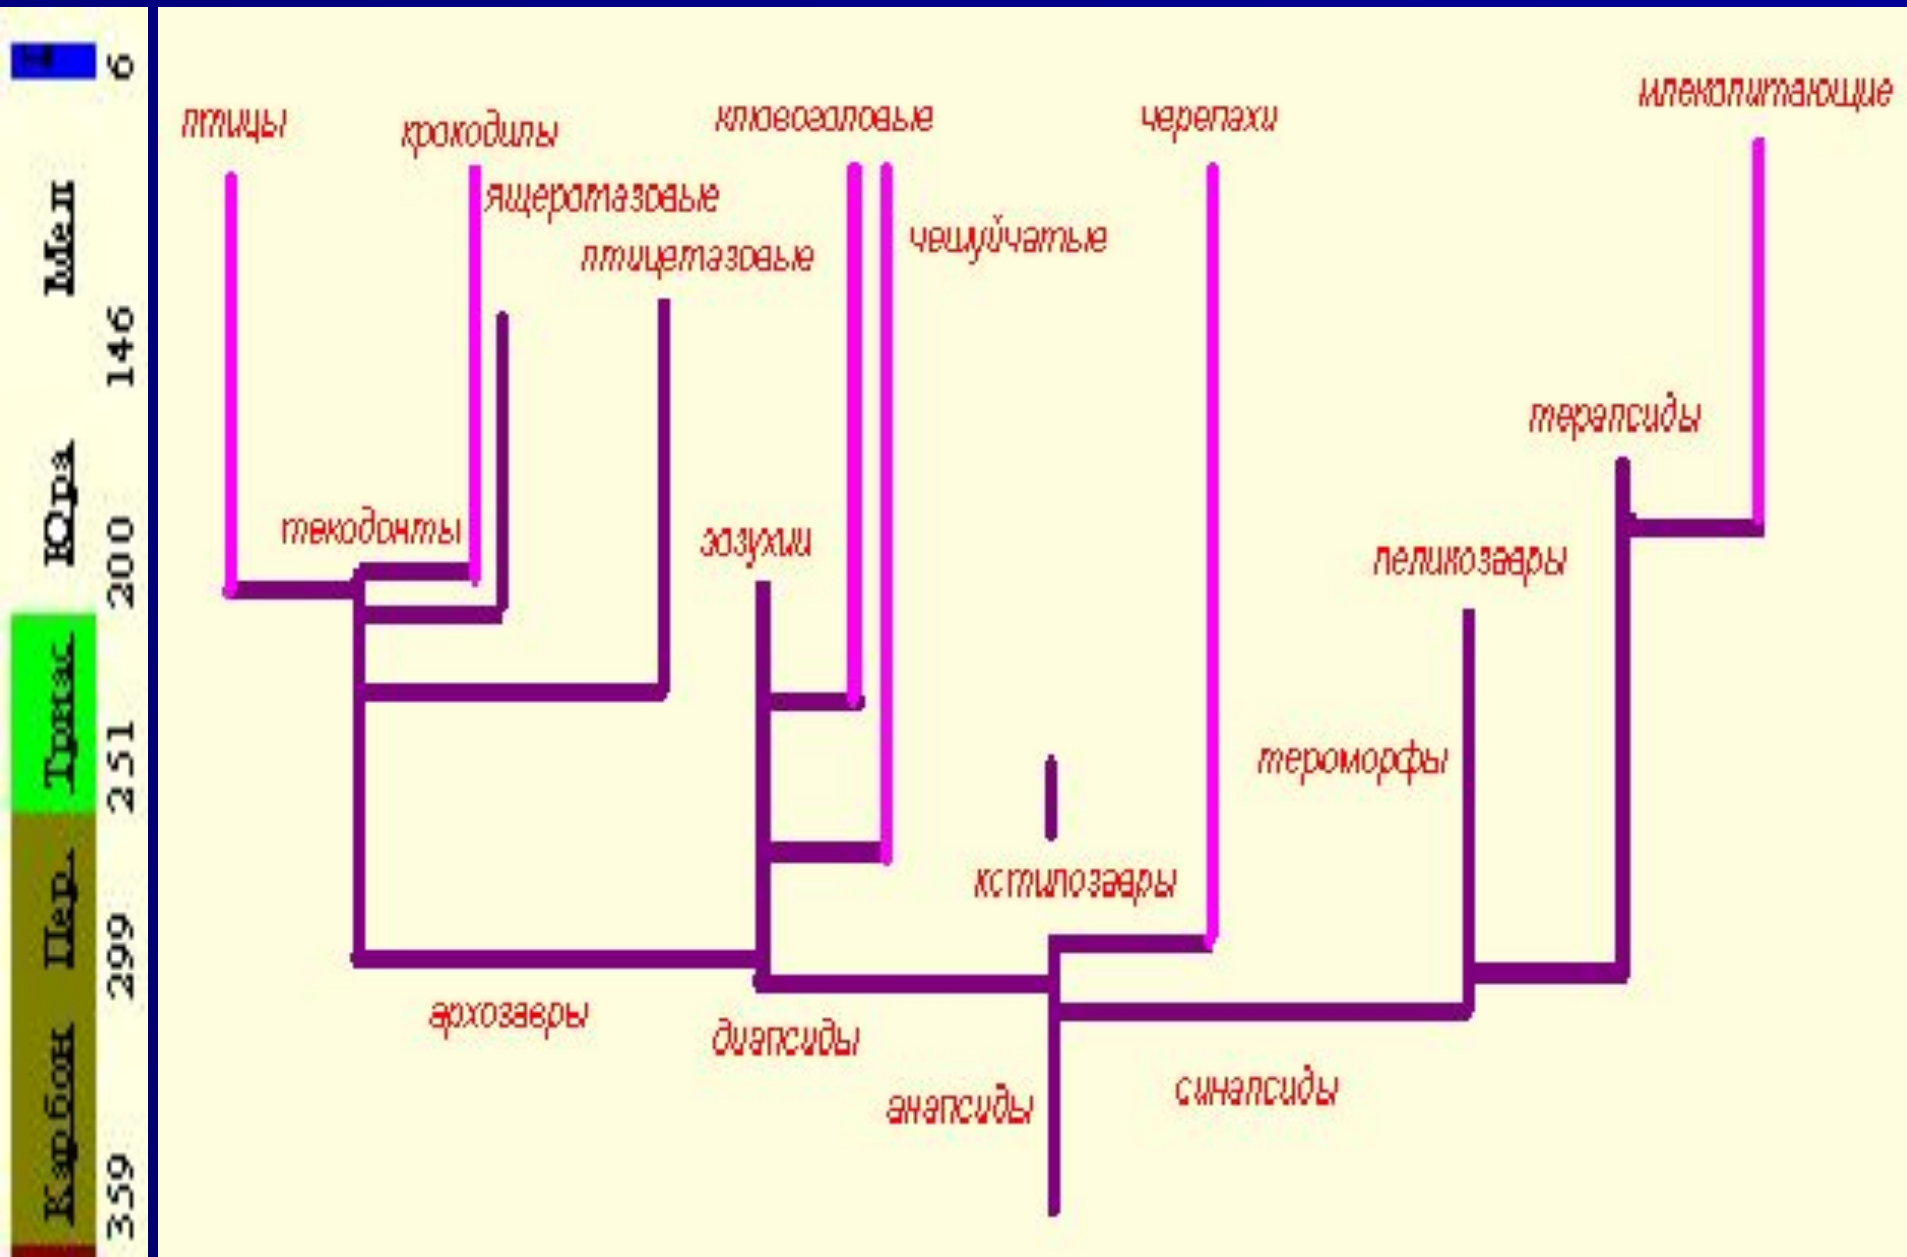 6
Мел
146
Юра
200
Триас
251
Пер.
299
Карбон
359
птицы
крокодилы
клювоголовые
черепахи
млекопитающие
ящеротазовые
птицетазовые
чешуйчатые
терапсиды
текодонты
эозухии
пеликозавры
тероморфы
кстилозавры
архозавры
диапсиды
анапсиды
синапсиды